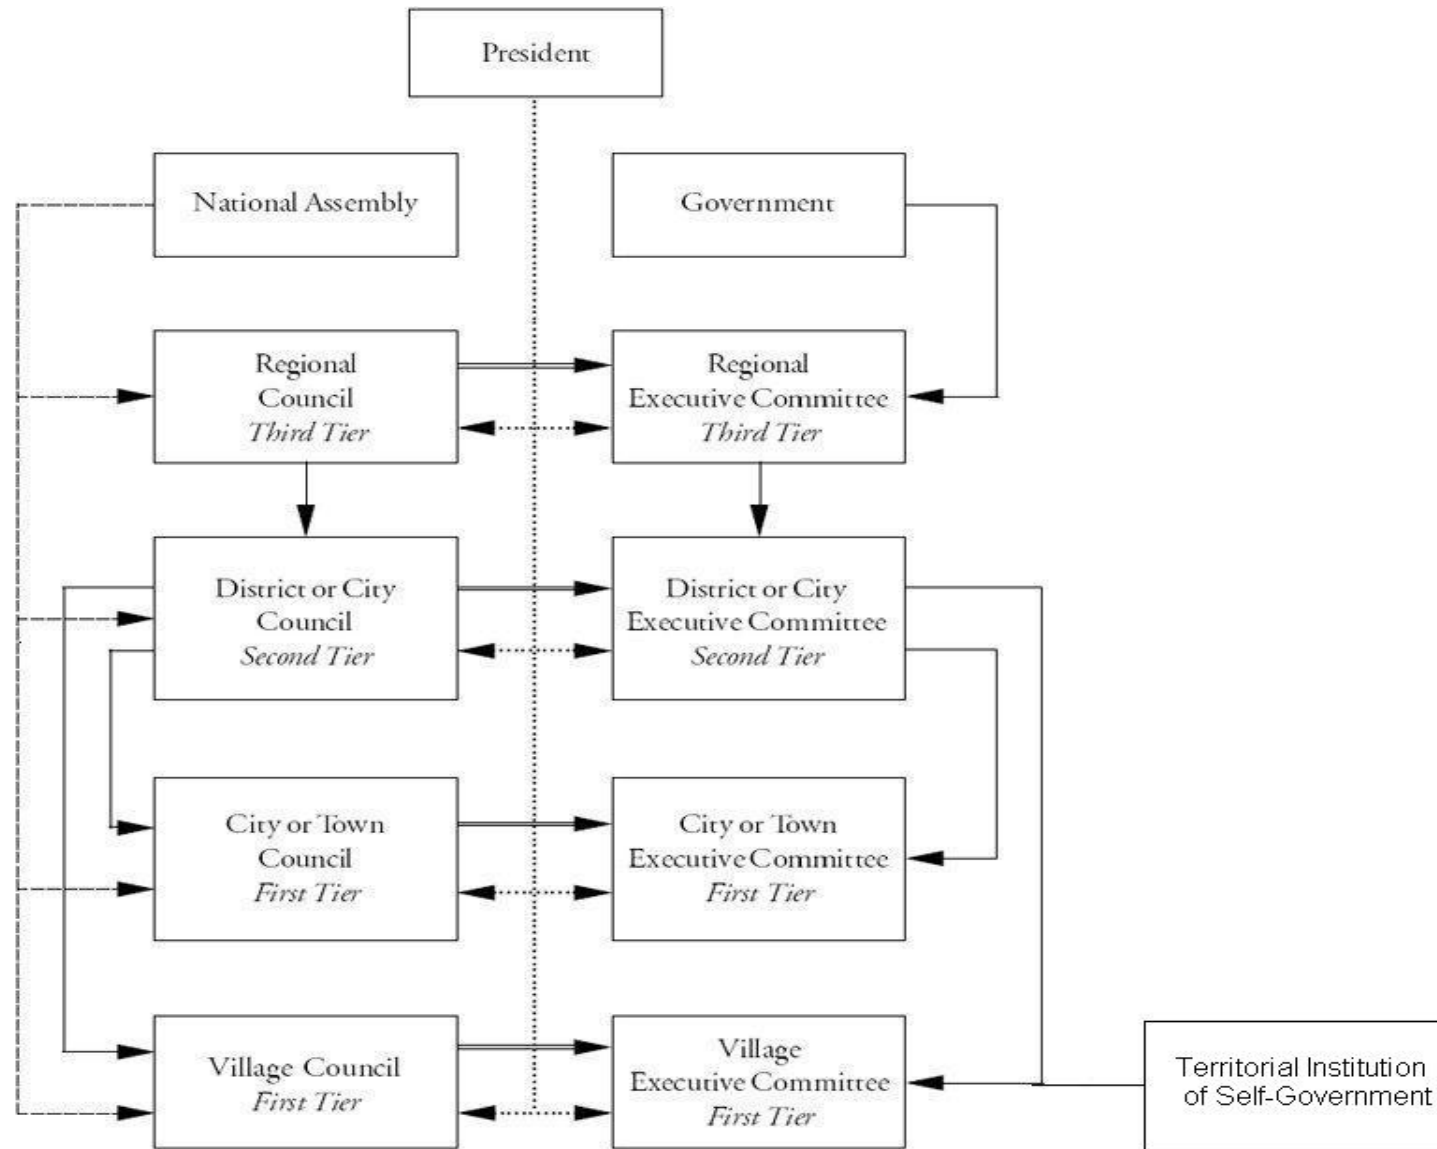 President
National Assembly
Government
Regional
Council
Third Tier
Regional
Executive Committee
Third Tier
District or City
Council
Second Tier
District or City
Executive Committee
Second Tier
City or Town
Council
First Tier
City or Town
Executive Committee
First Tier
Village Council
First Tier
Village
Executive Committee
First Tier
Territorial Institution
of Self-Government